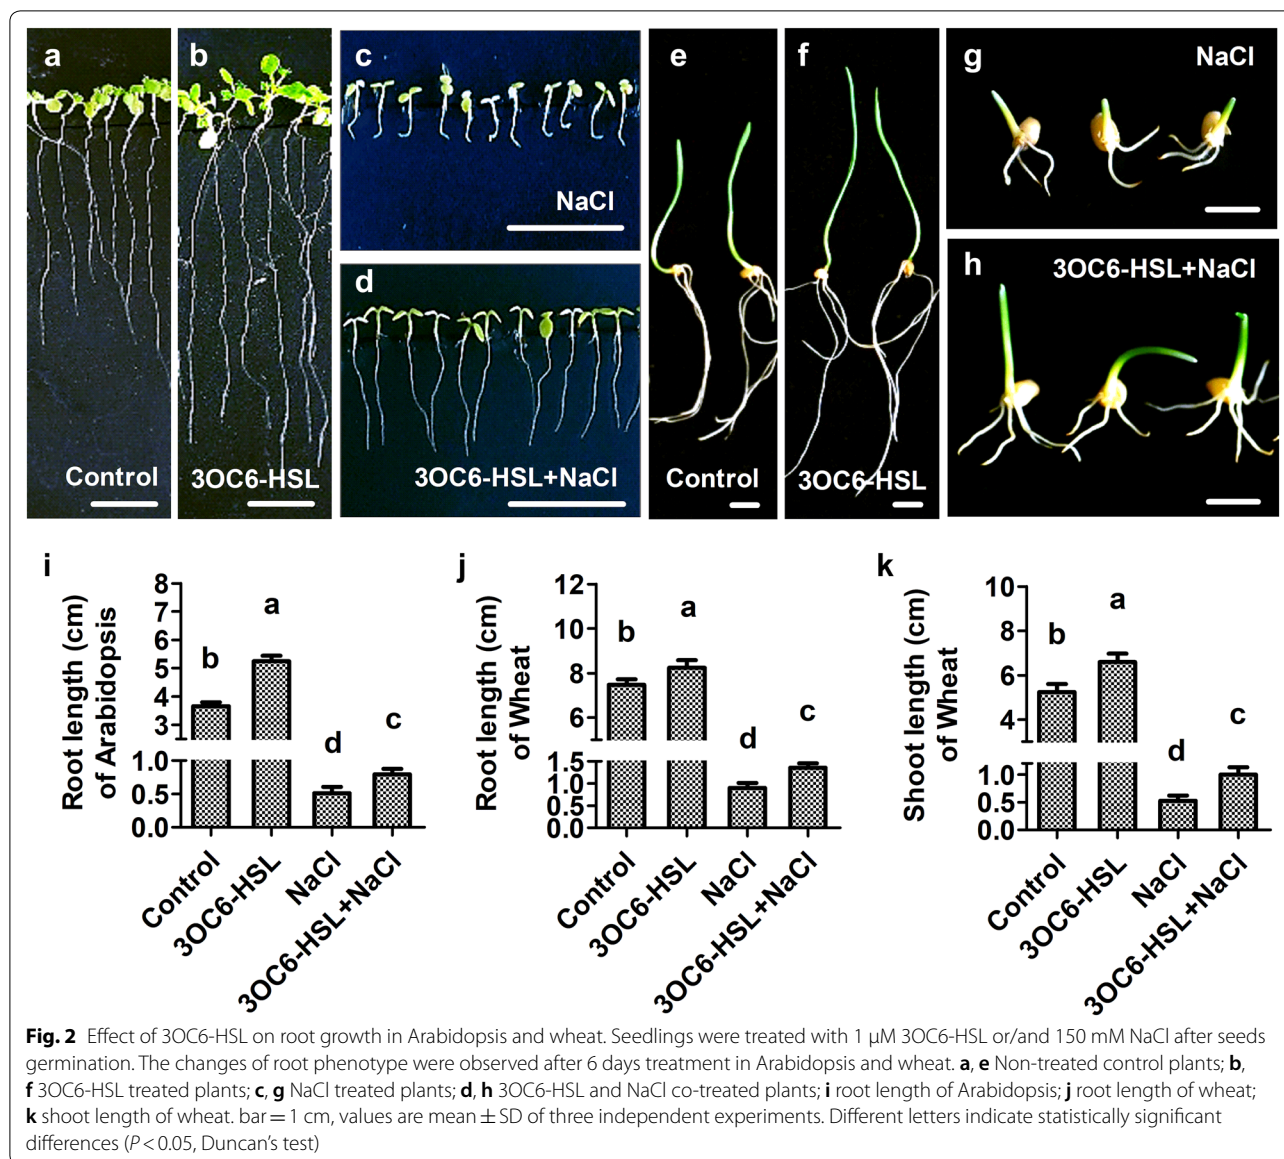 a
Control
b
3OC6-HSL
c
NaCl
d
3OC6-HSL+NaCl
e
Control
f
3OC6-HSL
g
NaCl
h
3OC6-HSL+NaCl
i
Root length (cm)
of Arabidopsis
8
7
6
5
4
3
1.0
0.5
0.0
b
a
d
c
Control
3OC6-HSL
NaCl
3OC6-HSL+NaCl
j
Root length (cm)
of Wheat
12
10
8
6
1.5
1.0
0.5
0.0
b
a
d
c
Control
3OC6-HSL
NaCl
3OC6-HSL+NaCl
k
Shoot length (cm)
of Wheat
10
8
6
4
1.0
0.5
0.0
b
a
d
c
Control
3OC6-HSL
NaCl
3OC6-HSL+NaCl
Fig. 2 Effect of 3OC6-HSL on root growth in Arabidopsis and wheat. Seedlings were treated with 1 µM 3OC6-HSL or/and 150 mM NaCl after seeds
germination. The changes of root phenotype were observed after 6 days treatment in Arabidopsis and wheat. a, e Non-treated control plants; b,
f 3OC6-HSL treated plants; c, g NaCl treated plants; d, h 3OC6-HSL and NaCl co-treated plants; i root length of Arabidopsis; j root length of wheat;
k shoot length of wheat. bar = 1 cm, values are mean ± SD of three independent experiments. Different letters indicate statistically significant
differences (P < 0.05, Duncan's test)